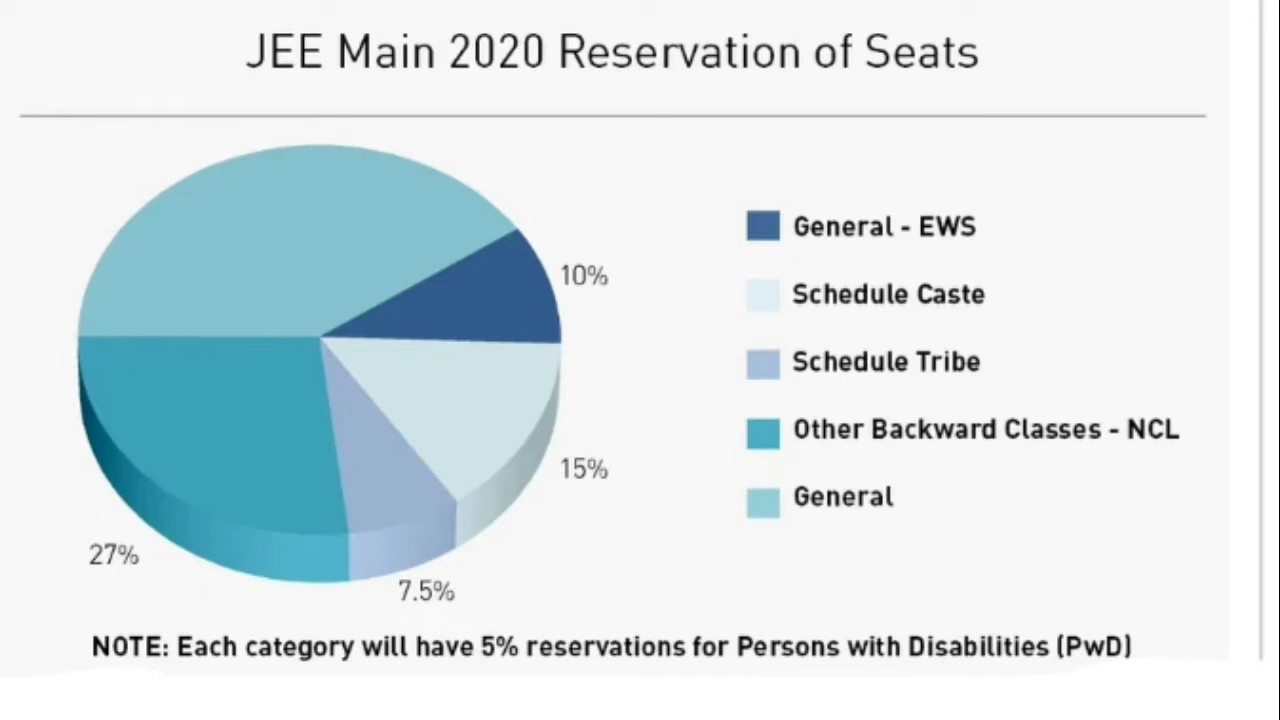 JEE Main 2020 Reservation of Seats
10%
15%
7.5%
27%
General - EWS
Schedule Caste
Schedule Tribe
Other Backward Classes - NCL
General
NOTE: Each category will have 5% reservations for Persons with Disabilities (PwD)